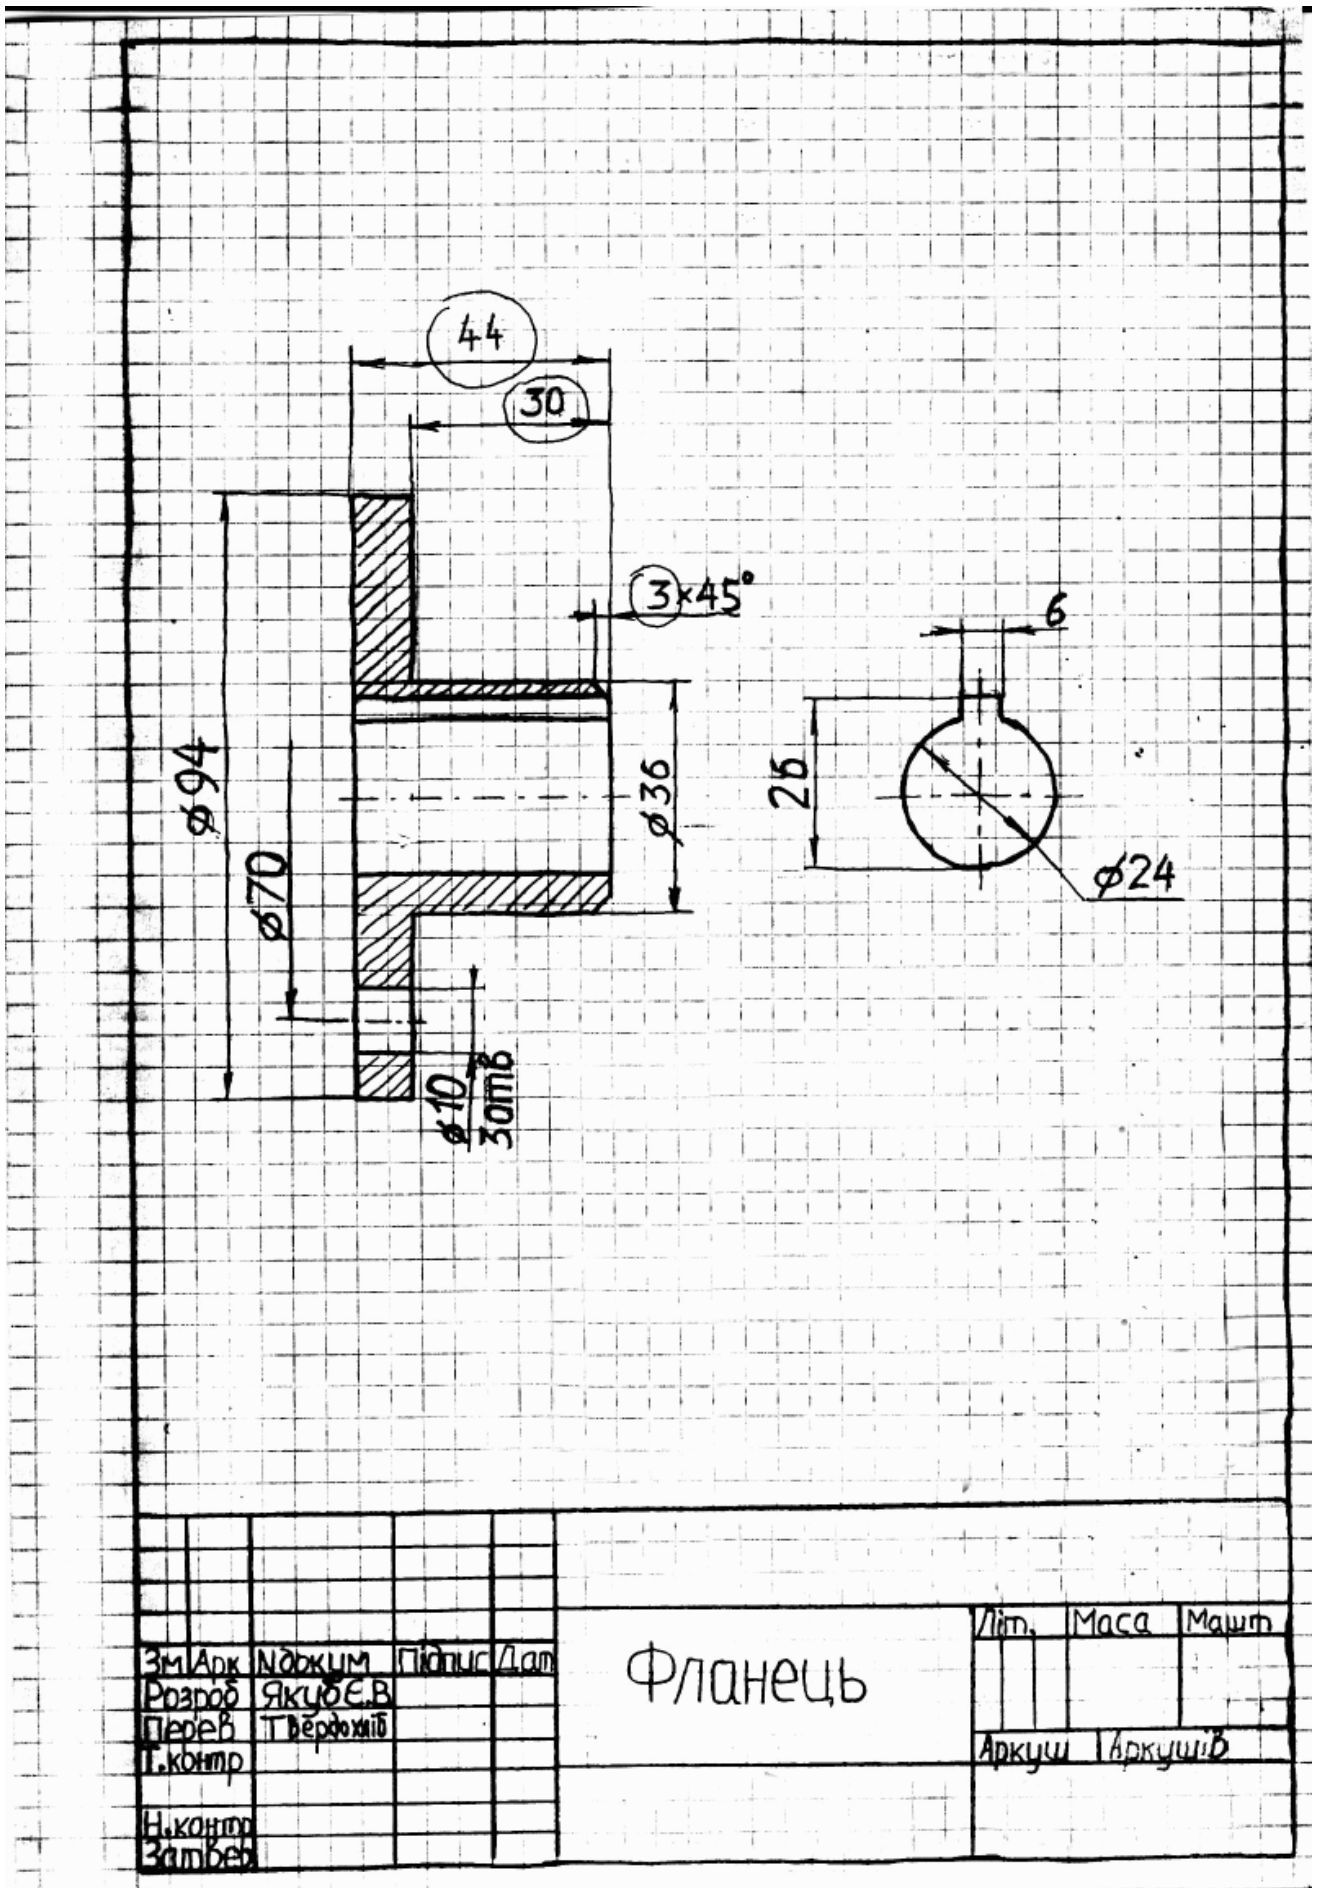 44
30
3×45°
6
ø94
ø36
26
ø70
ø24
ø10
3отв
Літ. Маса Машт
Зм Арк Nдокум Підпис Дат
Фланець
Розроб Якуб Є.В
Перев Твердохліб
Т.контр
Аркуш Аркушів
Н.контр
Затвер